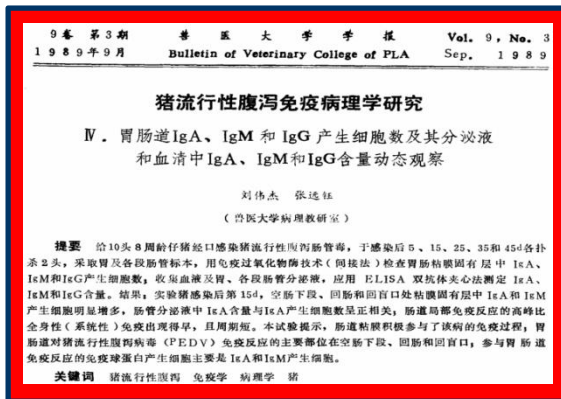 9卷 第3期 兽医大学学报 Vol. 9, No. 3
1989年9月 Bulletin of Veterinary College of PLA Sep. 1989
猪流行性腹泻免疫病理学研究
Ⅳ. 胃肠道IgA、IgM 和 IgG 产生细胞数及其分泌液
和血清中IgA、IgM和IgG含量动态观察
刘伟杰 张选钰
(兽医大学病理教研室)
提要 给10头8周龄仔猪经口感染猪流行性腹泻肠管毒,于感染后5、15、25、35和45d各扑
杀2头,采取胃及各段肠管标本,用免疫过氧化物酶技术(间接法)检查胃肠粘膜固有层中 IgA、
IgM和IgG产生细胞数;收集血液及胃、各段肠管分泌液,应用 ELISA 双抗体夹心法测定 IgA、
IgM和IgG含量。结果:实验猪感染后第15d,空肠下段、回肠和回盲口处粘膜固有层中IgA和IgM
产生细胞明显增多,肠管分泌液中IgA含量与IgA产生细胞数呈正相关;肠道局部免疫反应的高峰比
全身性(系统性)免疫出现得早,且周期短。本试验提示,肠道粘膜积极参与了该病的免疫过程;胃
肠道对猪流行性腹泻病毒(PEDV)免疫反应的主要部位在空肠下段、回肠和回盲口;参与胃肠道
免疫反应的免疫球蛋白产生细胞主要是IgA和IgM产生细胞。
关键词 猪流行性腹泻 免疫学 病理学 猪